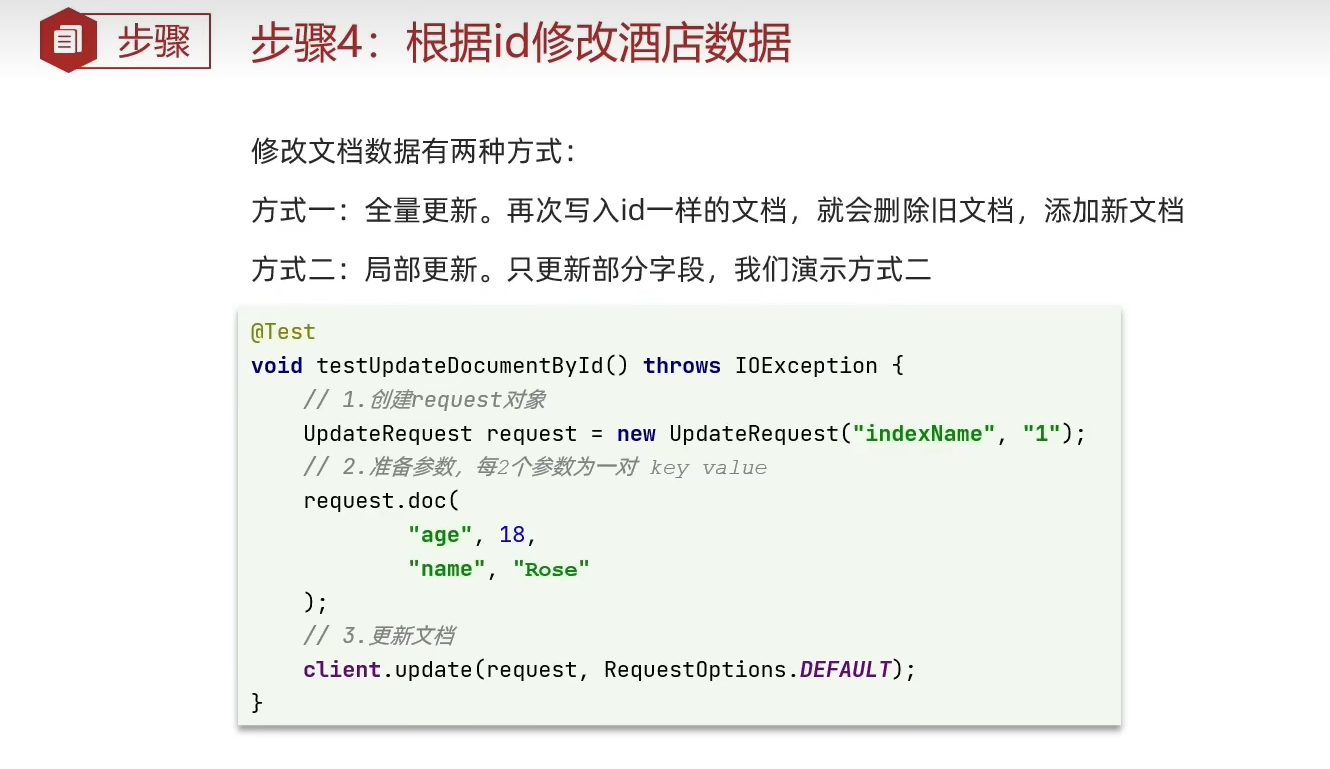 步骤
步骤4：根据id修改酒店数据
修改文档数据有两种方式：
方式一：全量更新。再次写入id一样的文档，就会删除旧文档，添加新文档
方式二：局部更新。只更新部分字段，我们演示方式二
@Test
void testUpdateDocumentById() throws IOException {
    // 1.创建request对象
    UpdateRequest request = new UpdateRequest("indexName", "1");
    // 2.准备参数，每2个参数为一对 key value
    request.doc(
            "age", 18,
            "name", "Rose"
    );
    // 3.更新文档
    client.update(request, RequestOptions.DEFAULT);
}